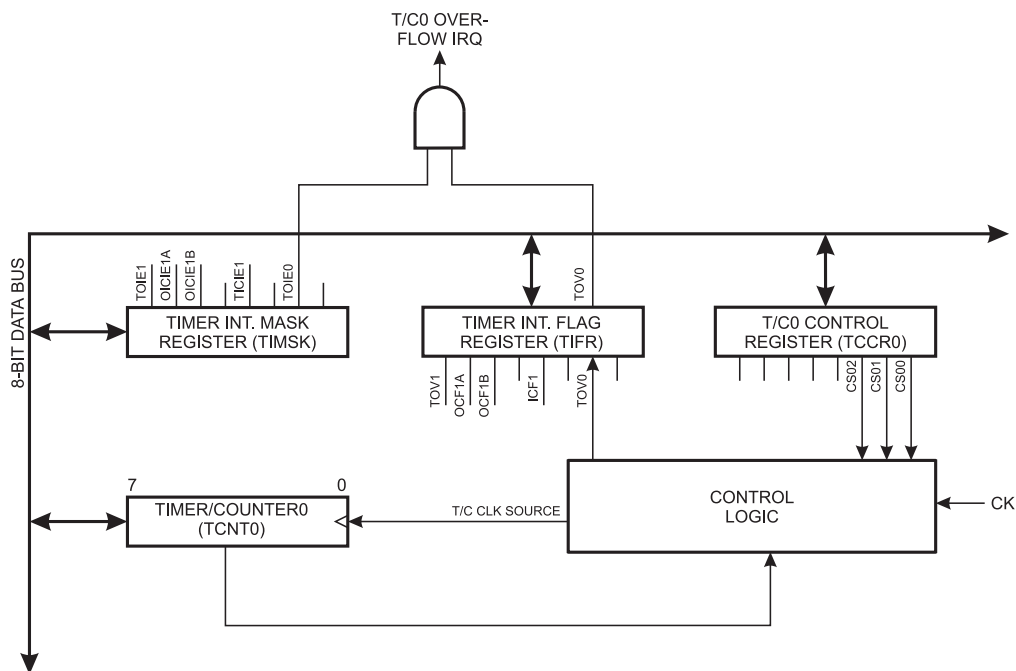 T/C0 OVER-
FLOW IRQ
8-BIT DATA BUS
TOIE1
OICIE1A
OICIE1B
TICIE1
TOIE0
TOV0
TIMER INT. MASK
REGISTER (TIMSK)
TIMER INT. FLAG
REGISTER (TIFR)
T/C0 CONTROL
REGISTER (TCCR0)
TOV1
OCF1A
OCF1B
ICF1
TOV0
CS02
CS01
CS00
7
0
TIMER/COUNTER0
(TCNT0)
T/C CLK SOURCE
CONTROL
LOGIC
CK